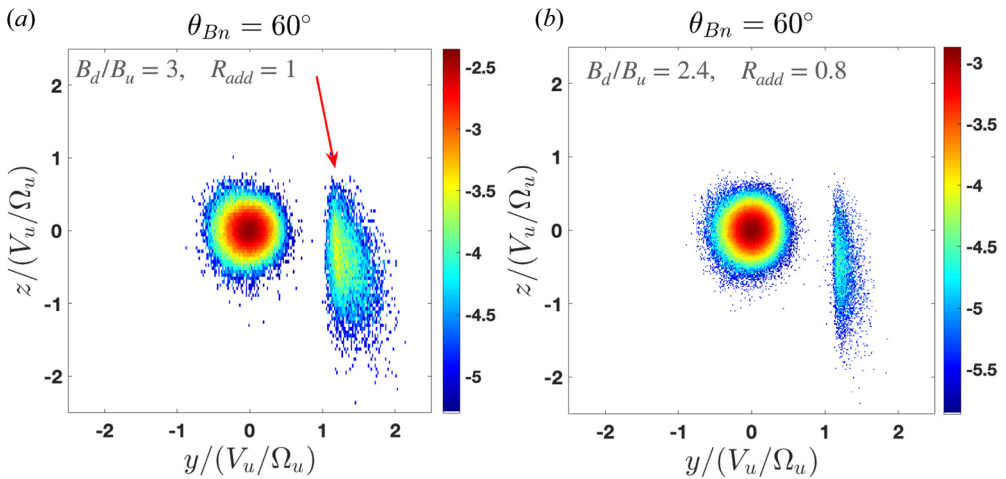 (a)
θ_Bn = 60°
B_d/B_u = 3, R_add = 1
z/(V_u/Ω_u)
2
1
0
-1
-2
-2 -1 0 1 2
y/(V_u/Ω_u)
-2.5
-3
-3.5
-4
-4.5
-5
(b)
θ_Bn = 60°
B_d/B_u = 2.4, R_add = 0.8
z/(V_u/Ω_u)
2
1
0
-1
-2
-2 -1 0 1 2
y/(V_u/Ω_u)
-3
-3.5
-4
-4.5
-5
-5.5